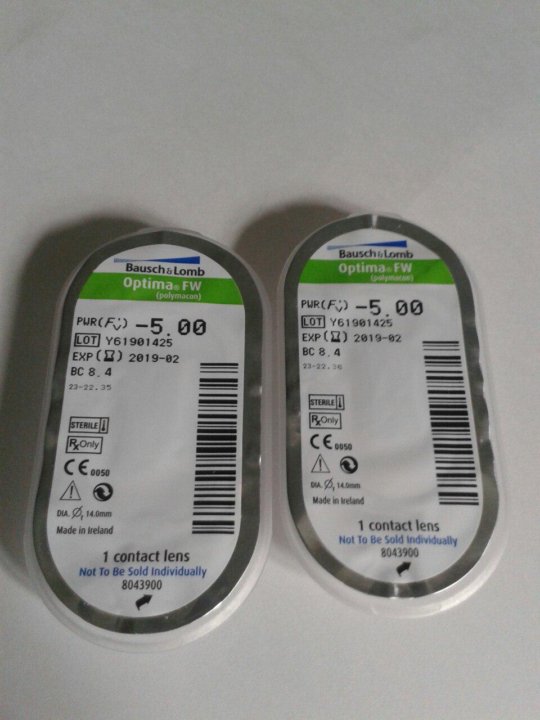 Bausch & Lomb
Optima® FW
(polymacon)
PWR -5.00
LOT Y61901425
EXP 2019-02
BC 8.4
23-22.35
STERILE
Rx Only
CE 0050
DIA. Ø, 14.0mm
Made in Ireland
1 contact lens
Not To Be Sold Individually
8043900
Bausch & Lomb
Optima® FW
(polymacon)
PWR -5.00
LOT Y61901425
EXP 2019-02
BC 8.4
23-22.36
STERILE
Rx Only
CE 0050
DIA. Ø, 14.0mm
Made in Ireland
1 contact lens
Not To Be Sold Individually
8043900